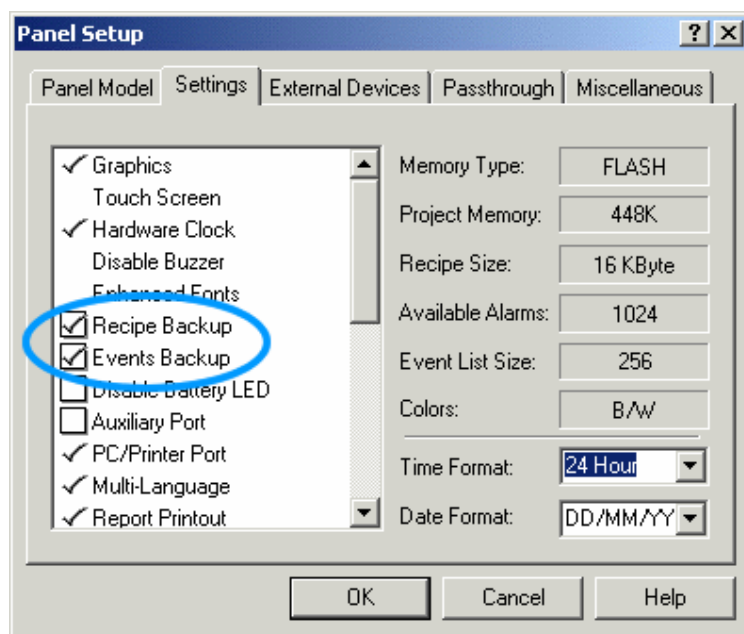 Panel Setup
Panel Model Settings External Devices Passthrough Miscellaneous
Graphics
Touch Screen
Hardware Clock
Disable Buzzer
Enhanced Fonts
Recipe Backup
Events Backup
Disable Battery LED
Auxiliary Port
PC/Printer Port
Multi-Language
Report Printout
Memory Type: FLASH
Project Memory: 448K
Recipe Size: 16 KByte
Available Alarms: 1024
Event List Size: 256
Colors: B/W
Time Format: 24 Hour
Date Format: DD/MM/YY
OK Cancel Help